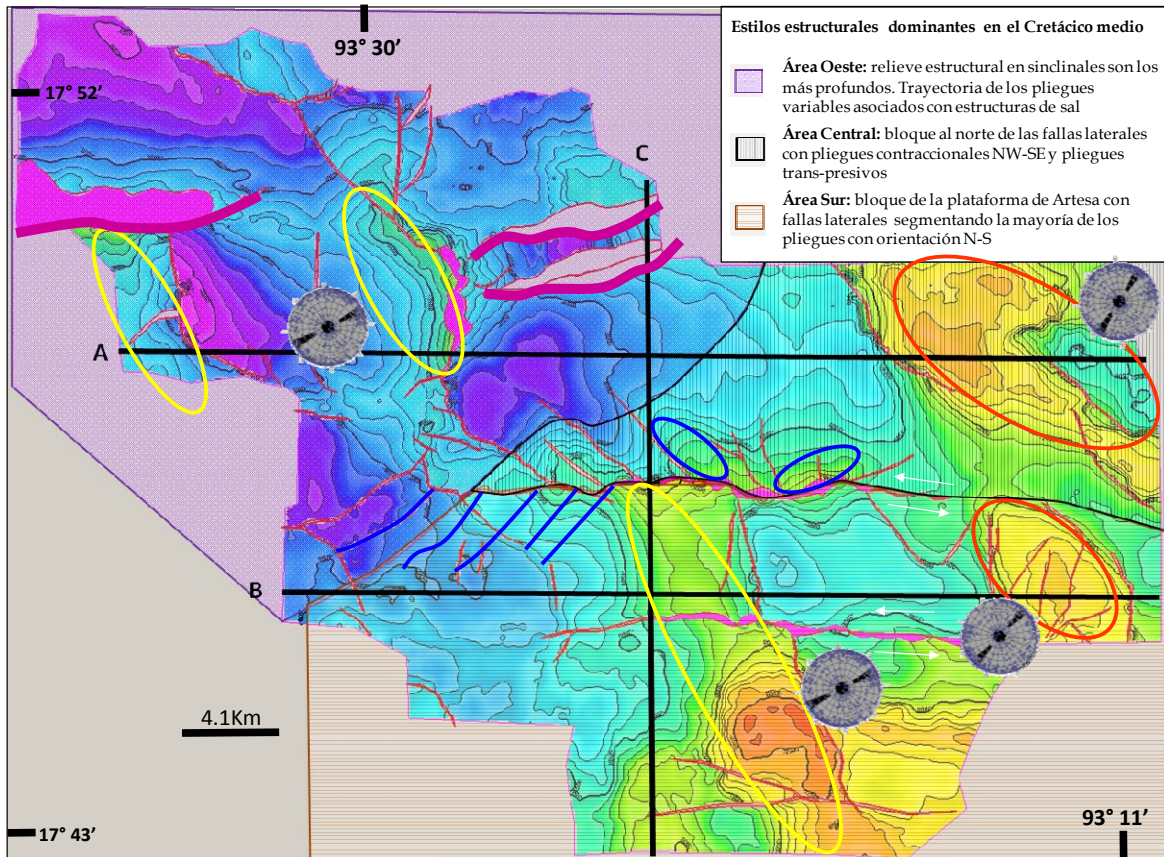 Estilos estructurales dominantes en el Cretácico medio
Área Oeste: relieve estructural en sinclinales son los
más profundos. Trayectoria de los pliegues
variables asociados con estructuras de sal
Área Central: bloque al norte de las fallas laterales
con pliegues contraccionales NW-SE y pliegues
trans-presivos
Área Sur: bloque de la plataforma de Artesa con
fallas laterales segmentando la mayoría de los
pliegues con orientación N-S
93° 30’
17° 52’
C
A
B
4.1Km
17° 43’
93° 11’